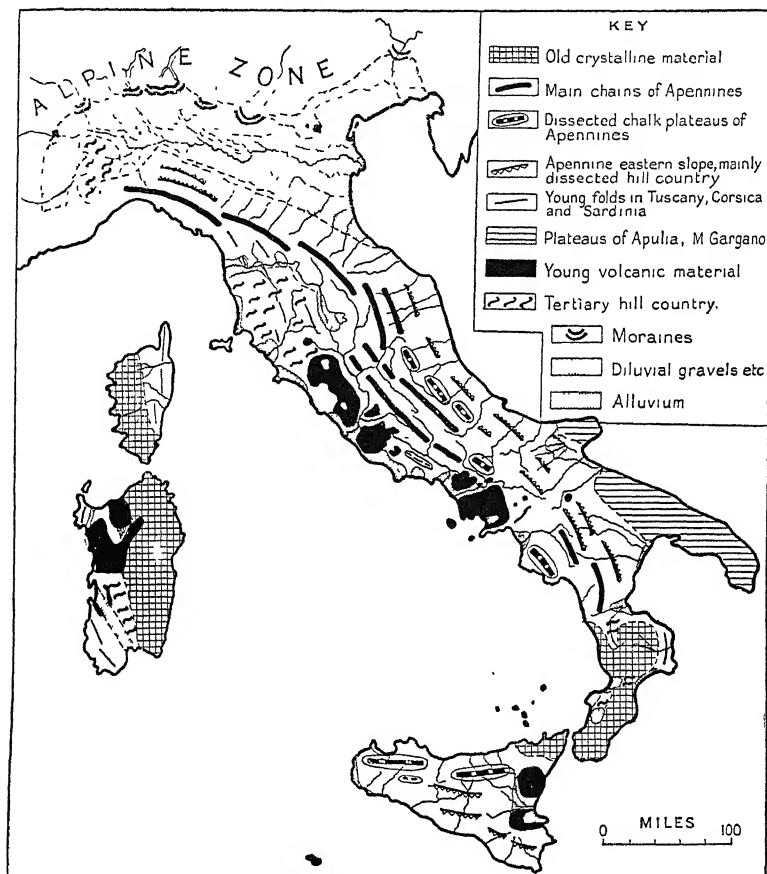 ALPINE ZONE
KEY
Old crystalline material
Main chains of Apennines
Dissected chalk plateaus of
Apennines
Apennine eastern slope, mainly
dissected hill country
Young folds in Tuscany, Corsica
and Sardinia
Plateaus of Apulia, M Gargano
Young volcanic material
Tertiary hill country.
Moraines
Diluvial gravels etc
Alluvium
MILES
0 100